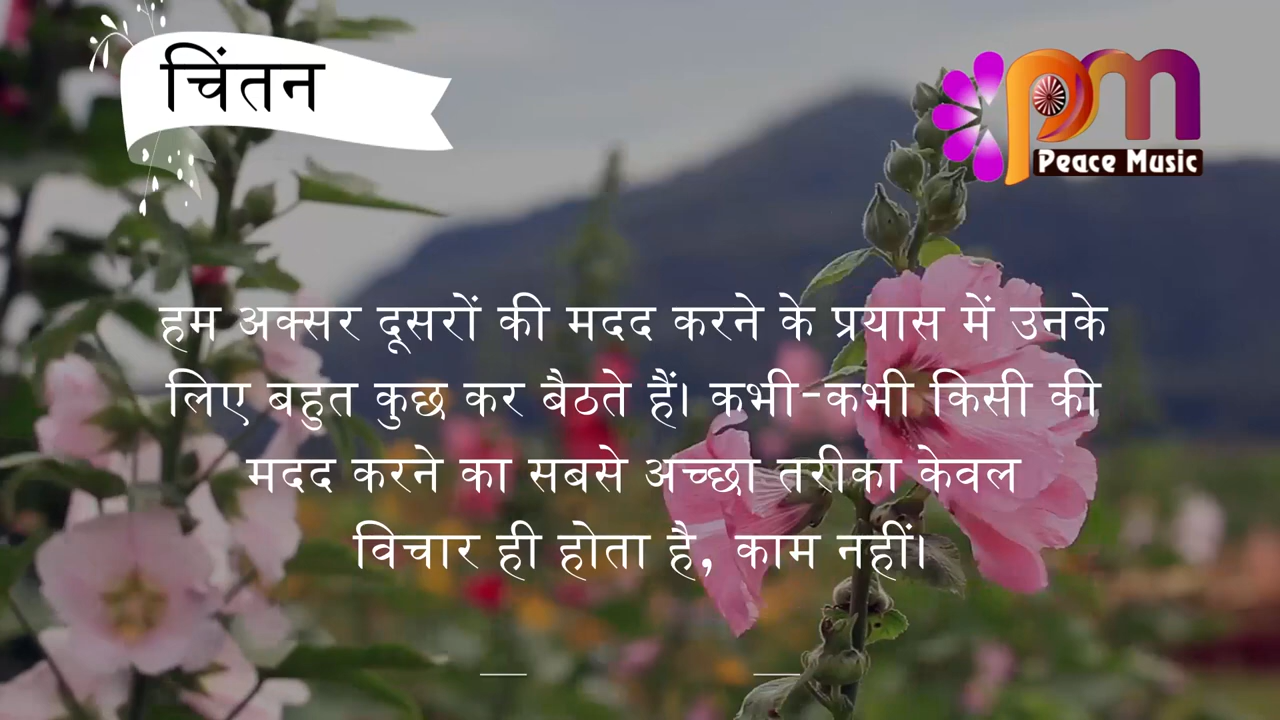 चिंतन
pm
Peace Music
हम अक्सर दूसरों की मदद करने के प्रयास में उनके
लिए बहुत कुछ कर बैठते हैं। कभी-कभी किसी की
मदद करने का सबसे अच्छा तरीका केवल
विचार ही होता है, काम नहीं।